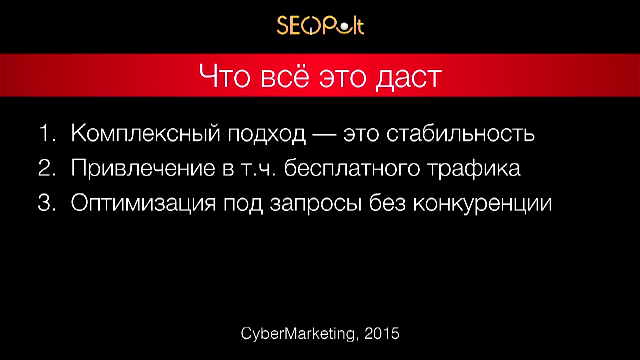 SEOPult
Что всё это даст
1. Комплексный подход — это стабильность
2. Привлечение в т.ч. бесплатного трафика
3. Оптимизация под запросы без конкуренции
CyberMarketing, 2015